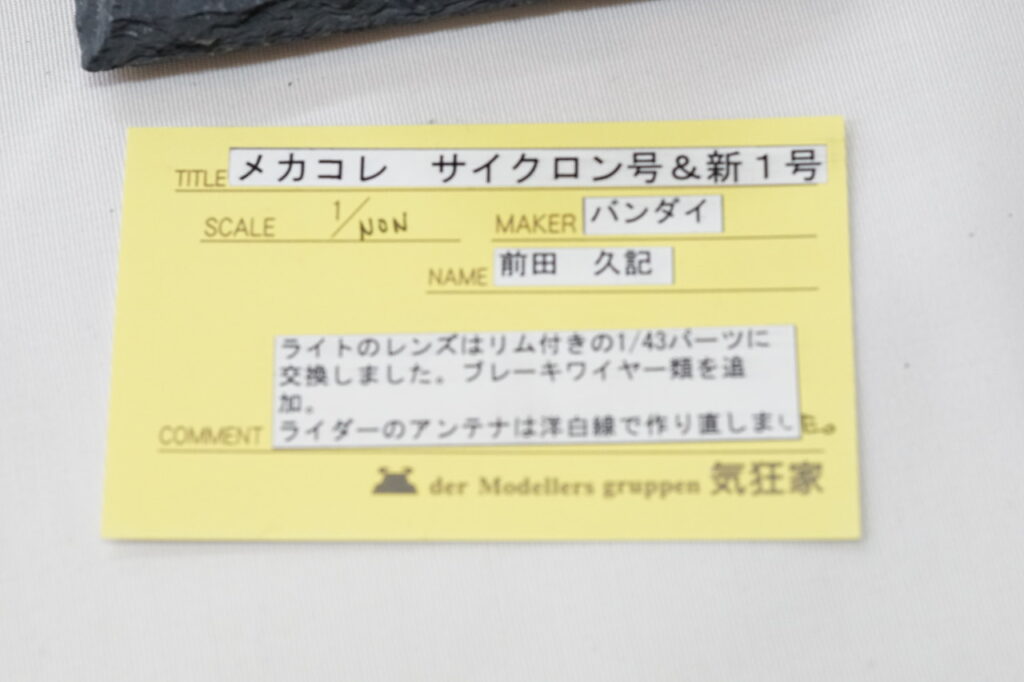 TITLE メカコレ　サイクロン号＆新１号
SCALE 1/NON MAKER バンダイ
NAME 前田　久記
ライトのレンズはリム付きの1/43パーツに
交換しました。ブレーキワイヤー類を追
加。
COMMENT ライダーのアンテナは洋白線で作り直しました。
der Modellers gruppen 気狂家